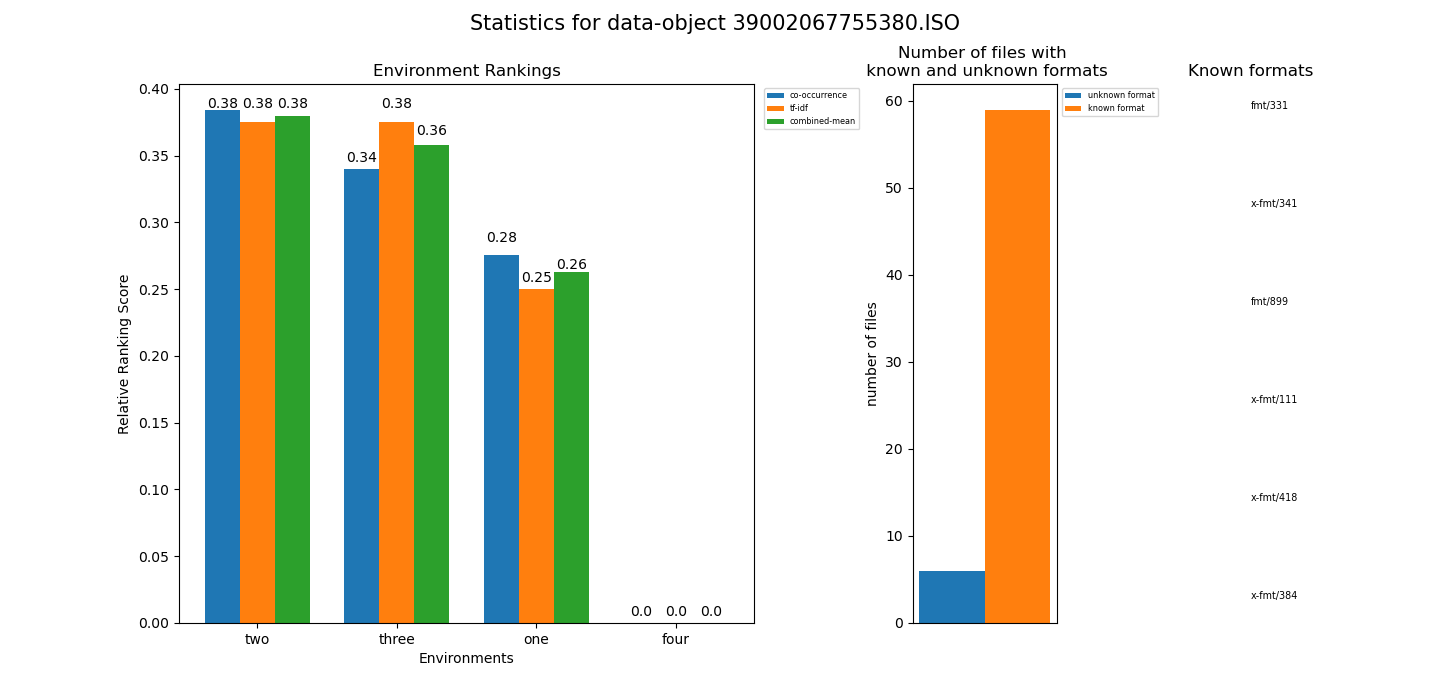 Statistics for data-object 39002067755380.ISO
Environment Rankings
0.40
0.35
0.30
0.25
0.20
0.15
0.10
0.05
0.00
Relative Ranking Score
0.38 0.38 0.38
0.34 0.38 0.36
0.28 0.25 0.26
0.0 0.0 0.0
two three one four
Environments
co-occurrence
tf-idf
combined-mean
Number of files with
known and unknown formats
60
50
40
30
20
10
0
number of files
unknown format
known format
Known formats
fmt/331
x-fmt/341
fmt/899
x-fmt/111
x-fmt/418
x-fmt/384